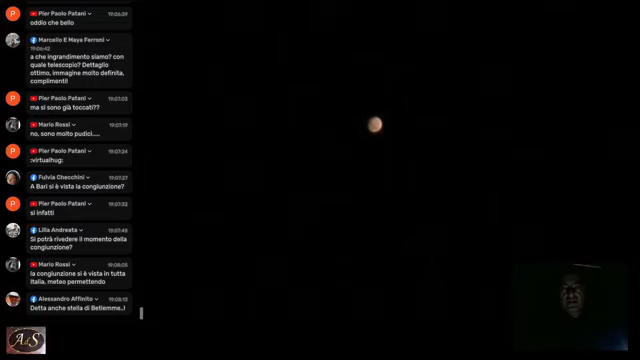 Pier Paolo Patani
19:06:39
oddio che bello
Marcello E Maya Ferroni
19:06:42
a che ingrandimento siamo? con
quale telescopio? Dettaglio
ottimo, immagine molto definita,
complimenti!
Pier Paolo Patani
19:07:03
ma si sono già toccati??
Mario Rossi
19:07:19
no, sono molto pudici.....
Pier Paolo Patani
19:07:24
:virtualhug:
Fulvia Checchini
19:07:27
A Bari si è vista la congiunzione?
Pier Paolo Patani
19:07:32
si infatti
Lilia Andreata
19:07:48
Si potrà rivedere il momento della
congiunzione?
Mario Rossi
19:08:05
la congiunzione si è vista in tutta
Italia, meteo permettendo
Alessandro Affinito
19:08:13
Detta anche stella di Betlemme..!
AdS